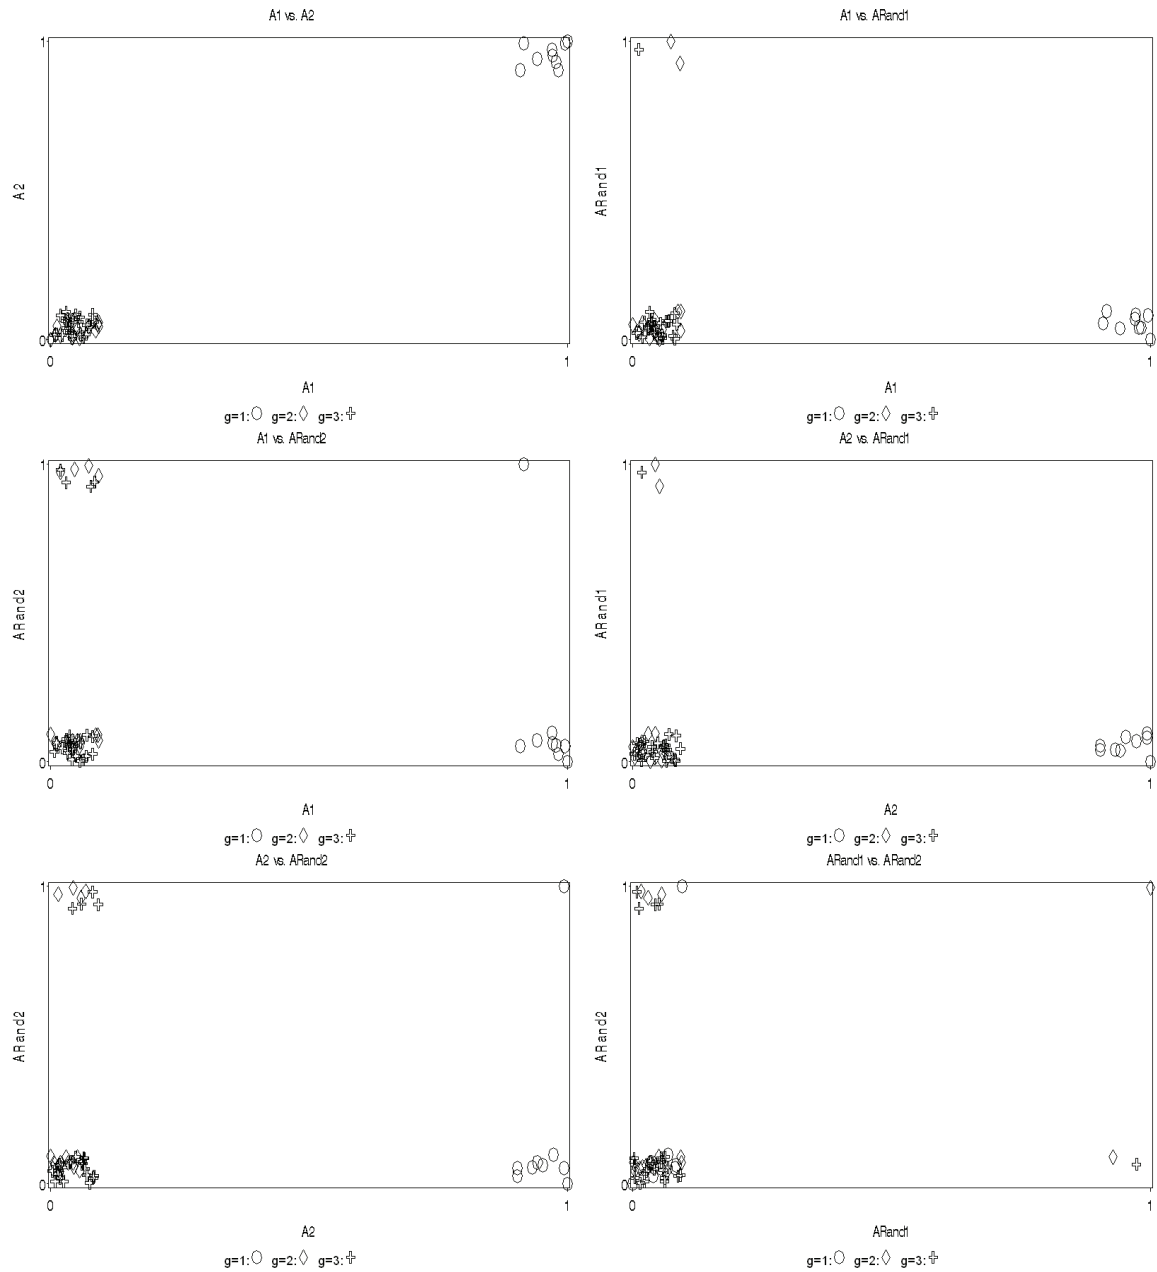 A1 vs. A2
1
A2
0
0 1
A1
g=1: g=2: g=3:
A1 vs. ARand1
1
ARand1
0
0 1
A1
g=1: g=2: g=3:
A1 vs. ARand2
1
ARand2
0
0 1
A1
g=1: g=2: g=3:
A2 vs. ARand1
1
ARand1
0
0 1
A2
g=1: g=2: g=3:
A2 vs. ARand2
1
ARand2
0
0 1
A2
g=1: g=2: g=3:
ARand1 vs. ARand2
1
ARand2
0
0 1
ARand1
g=1: g=2: g=3: